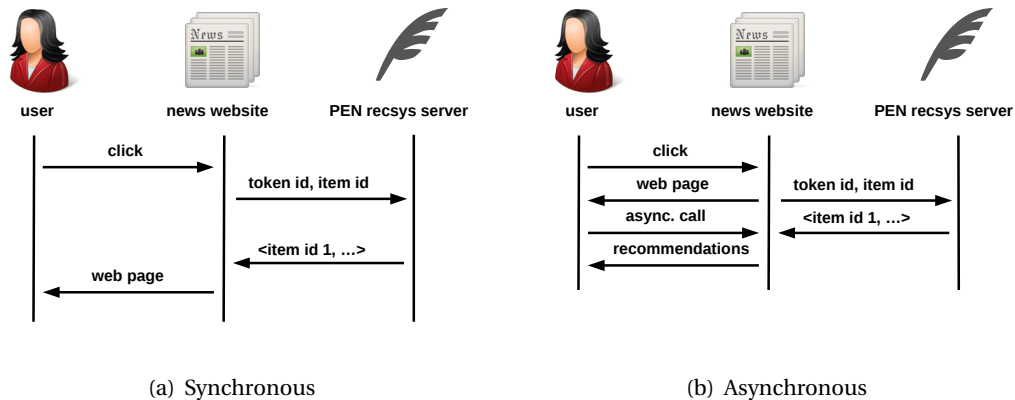 News
user
news website
PEN recsys server
click
token id, item id
<item id 1, …>
web page
(a) Synchronous
News
user
news website
PEN recsys server
click
web page
token id, item id
async. call
<item id 1, …>
recommendations
(b) Asynchronous